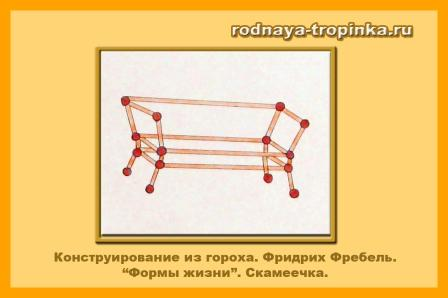 rodnaya-tropinka.ru
Конструирование из гороха. Фридрих Фребель.
“Формы жизни”. Скамеечка.